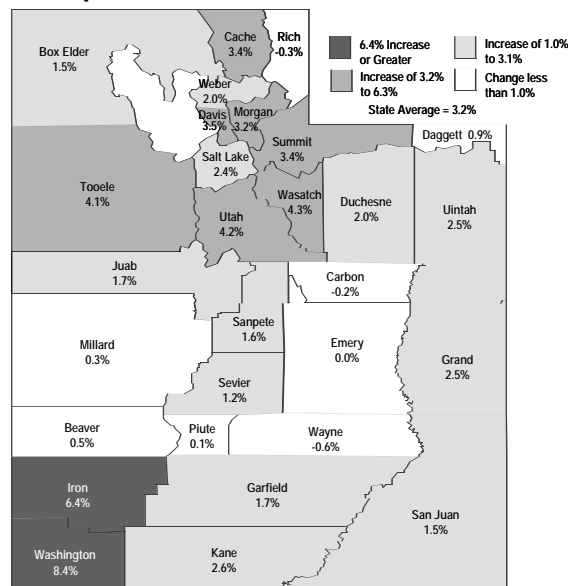 Cache
3.4%
Rich
-0.3%
6.4% Increase
or Greater
Increase of 1.0%
to 3.1%
Increase of 3.2%
to 6.3%
Change less
than 1.0%
State Average = 3.2%
Box Elder
1.5%
Weber
2.0%
Davis
3.5%
Morgan
3.2%
Daggett 0.9%
Summit
3.4%
Salt Lake
2.4%
Tooele
4.1%
Wasatch
4.3%
Duchesne
2.0%
Uintah
2.5%
Utah
4.2%
Juab
1.7%
Carbon
-0.2%
Sanpete
1.6%
Millard
0.3%
Emery
0.0%
Grand
2.5%
Sevier
1.2%
Beaver
0.5%
Piute
0.1%
Wayne
-0.6%
Iron
6.4%
Garfield
1.7%
San Juan
1.5%
Washington
8.4%
Kane
2.6%